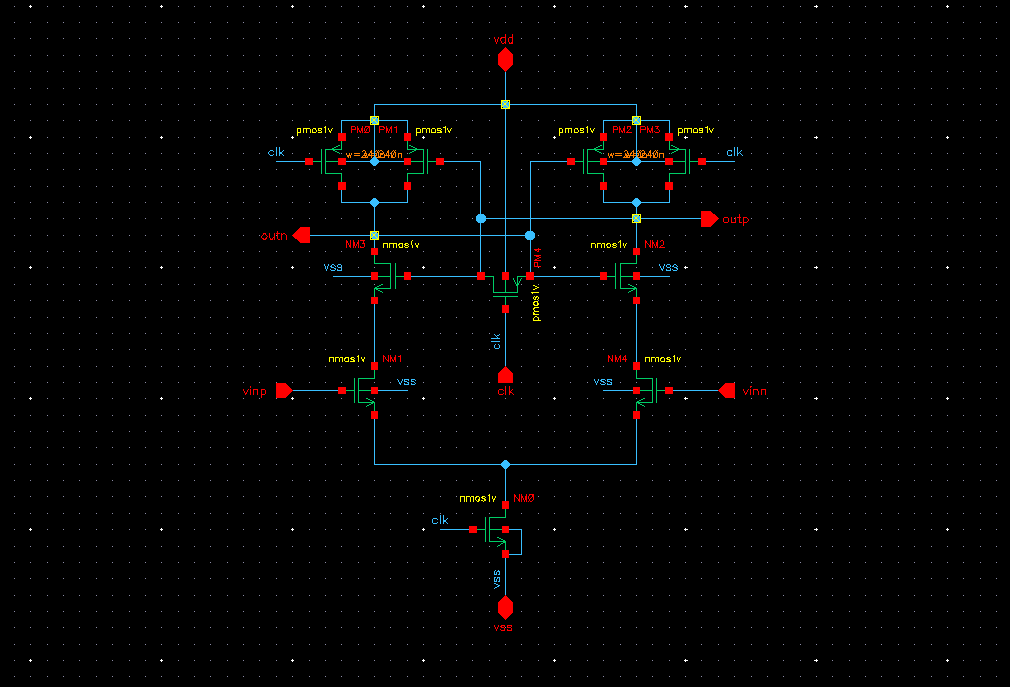 vdd
pmos1v PM0 PM1 pmos1v
pmos1v PM2 PM3 pmos1v
clk
clk
outp
outn
NM3 nmos1v
nmos1v NM2
PM4
vss
vss
pmos1v
clk
nmos1v NM1
NM4 nmos1v
vss
vss
vinp
clk
vinn
nmos1v NM0
clk
vss
vss